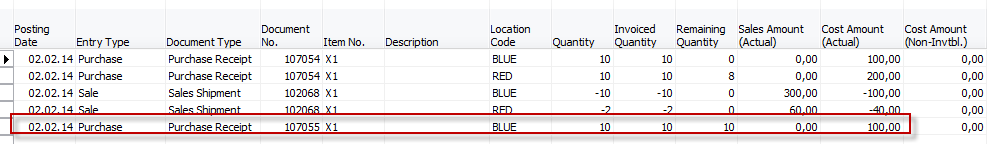 Posting Date Entry Type Document Type Document No. Item No. Description Location Code Quantity Invoiced Quantity Remaining Quantity Sales Amount (Actual) Cost Amount (Actual) Cost Amount (Non-Invtbl.)
02.02.14 Purchase Purchase Receipt 107054 X1 BLUE 10 10 0 0,00 100,00 0,00
02.02.14 Purchase Purchase Receipt 107054 X1 RED 10 10 8 0,00 200,00 0,00
02.02.14 Sale Sales Shipment 102068 X1 BLUE -10 -10 0 300,00 -100,00 0,00
02.02.14 Sale Sales Shipment 102068 X1 RED -2 -2 0 60,00 -40,00 0,00
02.02.14 Purchase Purchase Receipt 107055 X1 BLUE 10 10 10 0,00 100,00 0,00